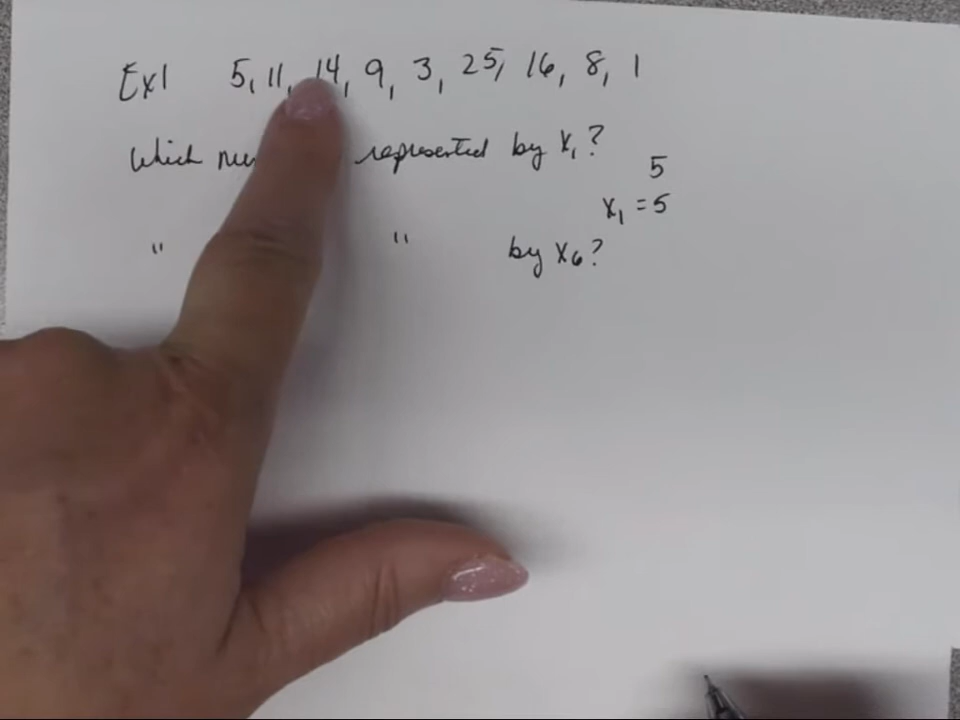 Ex1 5, 11, 14, 9, 3, 25, 16, 8, 1
Which represented by x₁?
5
x₁ = 5
" " by x₆?